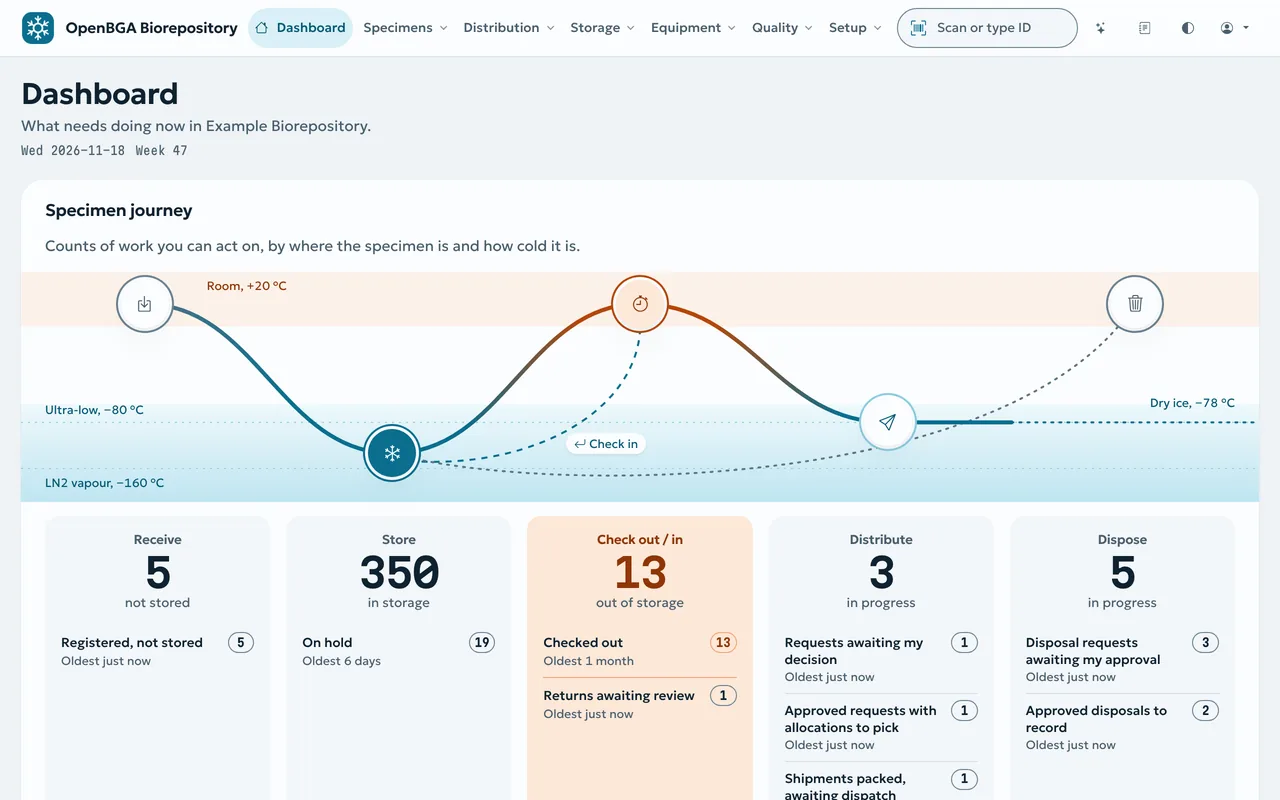 OpenBGA Biorepository
Dashboard
Specimens
Distribution
Storage
Equipment
Quality
Setup
Scan or type ID
Dashboard
What needs doing now in Example Biorepository.
Wed 2026-11-18 Week 47
Specimen journey
Counts of work you can act on, by where the specimen is and how cold it is.
Room, +20 °C
Ultra-low, −80 °C
Dry ice, −78 °C
Check in
LN2 vapour, −160 °C
Receive
5
not stored
Registered, not stored 5
Oldest just now
Store
350
in storage
On hold 19
Oldest 6 days
Check out / in
13
out of storage
Checked out 13
Oldest 1 month
Returns awaiting review 1
Oldest just now
Distribute
3
in progress
Requests awaiting my 1
decision
Oldest just now
Approved requests with 1
allocations to pick
Oldest just now
Shipments packed, 1
awaiting dispatch
Dispose
5
in progress
Disposal requests 3
awaiting my approval
Oldest just now
Approved disposals to 2
record
Oldest just now